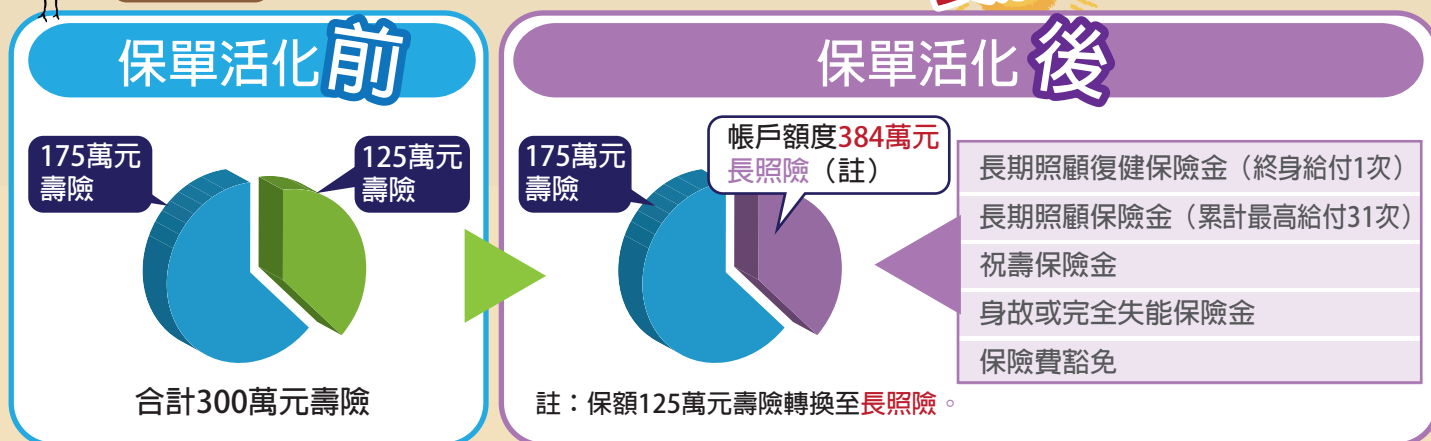 保單活化前
175萬元
壽險
125萬元
壽險
合計300萬元壽險
保單活化後
175萬元
壽險
帳戶額度384萬元
長照險（註）
長期照顧復健保險金（終身給付1次）
長期照顧保險金（累計最高給付31次）
祝壽保險金
身故或完全失能保險金
保險費豁免
註：保額125萬元壽險轉換至長照險。